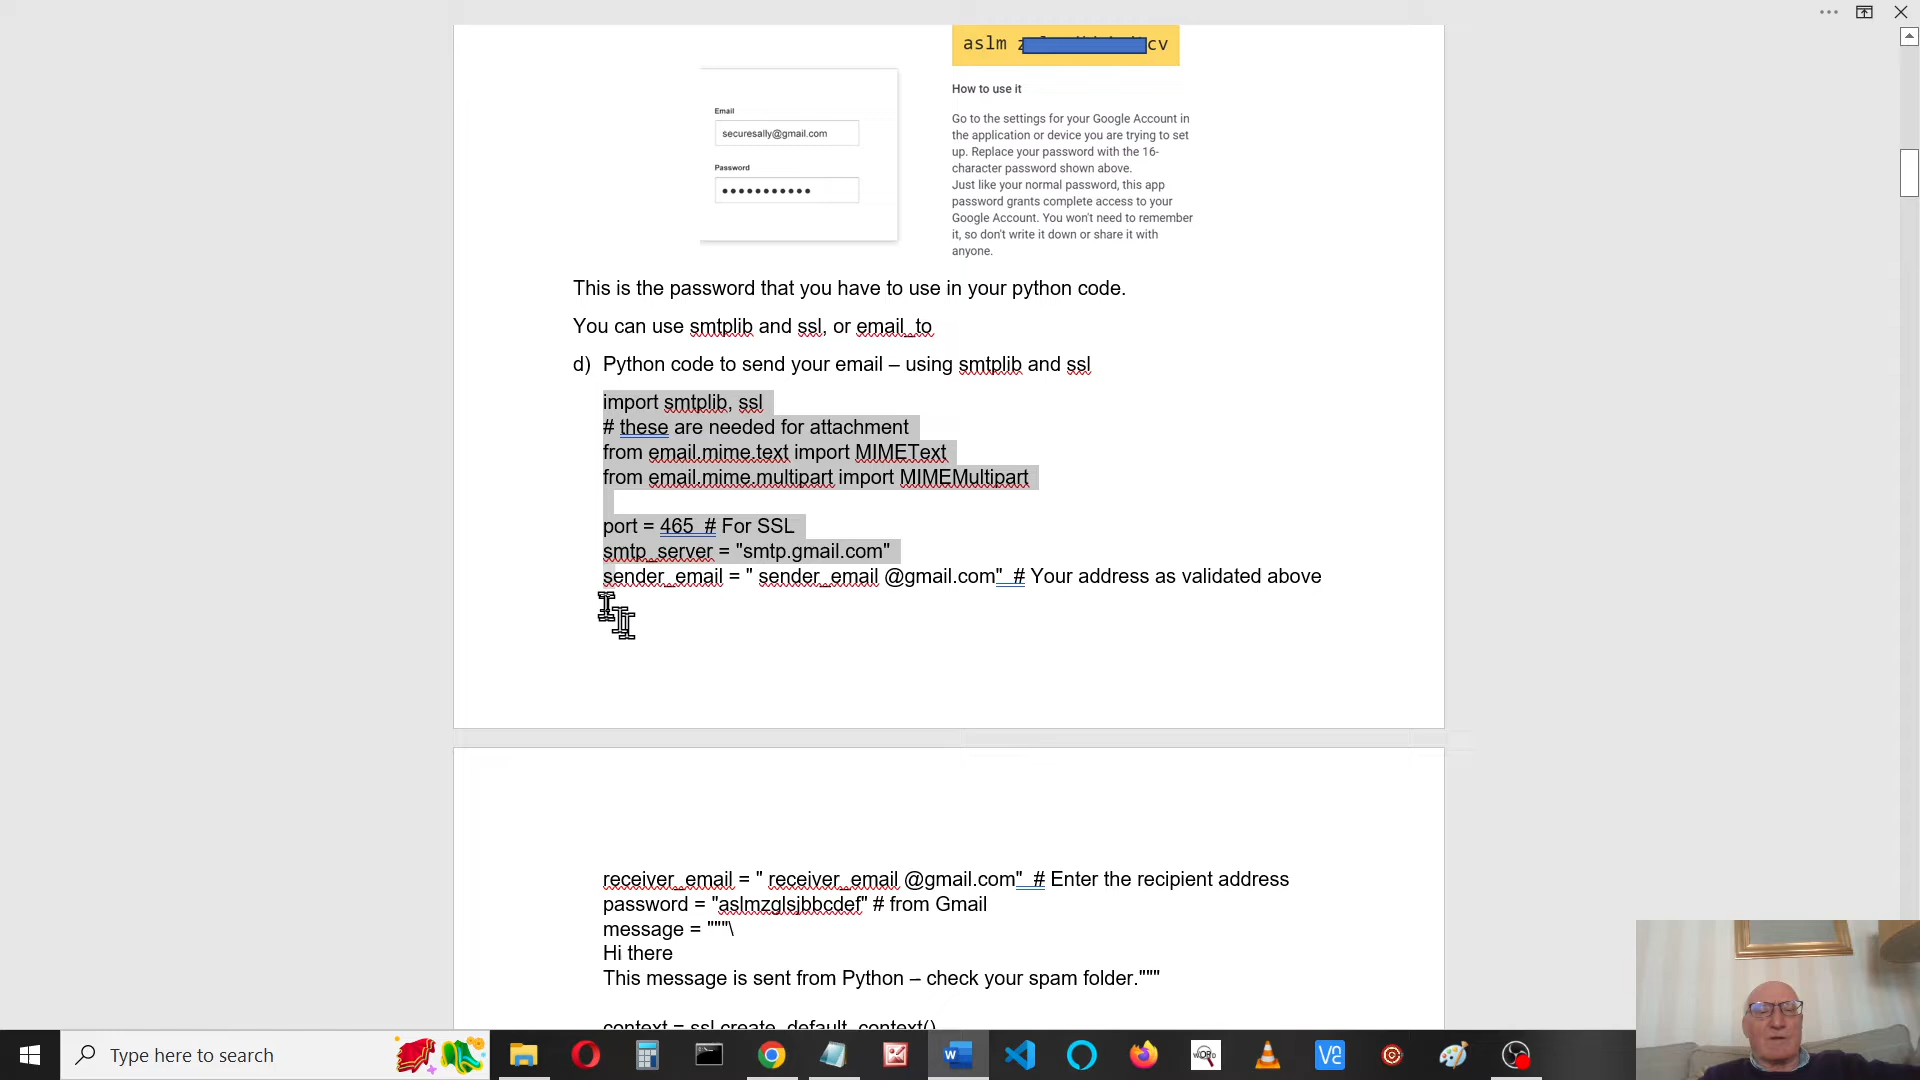 aslm z cv
Email
securesally@gmail.com
Password
How to use it
Go to the settings for your Google Account in
the application or device you are trying to set
up. Replace your password with the 16-
character password shown above.
Just like your normal password, this app
password grants complete access to your
Google Account. You won't need to remember
it, so don't write it down or share it with
anyone.
This is the password that you have to use in your python code.
You can use smtplib and ssl, or email_to
d) Python code to send your email – using smtplib and ssl
import smtplib, ssl
# these are needed for attachment
from email.mime.text import MIMEText
from email.mime.multipart import MIMEMultipart
port = 465 # For SSL
smtp_server = "smtp.gmail.com"
sender_email = " sender_email @gmail.com" # Your address as validated above
receiver_email = " receiver_email @gmail.com" # Enter the recipient address
password = "aslmzglsjbbcdef" # from Gmail
message = """\
Hi there
This message is sent from Python – check your spam folder."""
context = ssl.create_default_context()
Type here to search